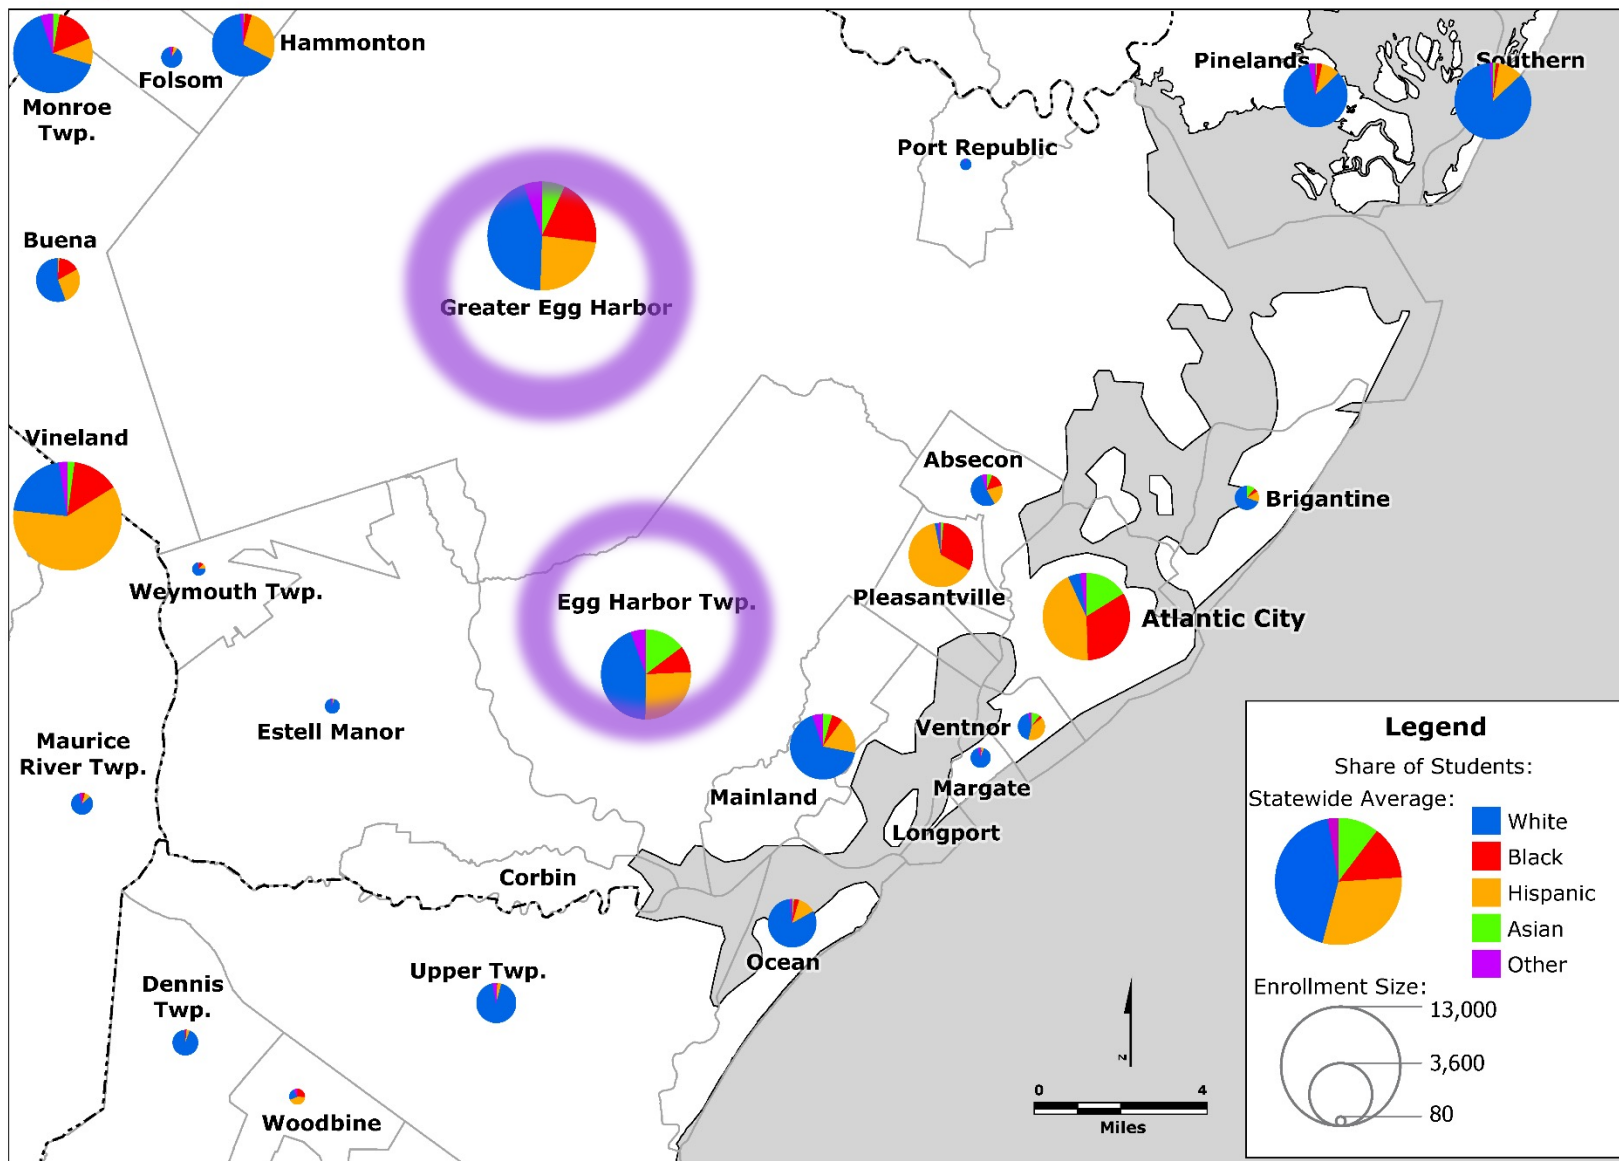 Hammonton
Folsom
Monroe
Twp.
Pinelands
Southern
Port Republic
Buena
Greater Egg Harbor
Vineland
Absecon
Brigantine
Weymouth Twp.
Egg Harbor Twp.
Pleasantville
Atlantic City
Estell Manor
Maurice
River Twp.
Ventnor
Mainland
Margate
Longport
Corbin
Ocean
Upper Twp.
Dennis
Twp.
Woodbine
N
0 4
Miles
Legend
Share of Students:
Statewide Average:
White
Black
Hispanic
Asian
Other
Enrollment Size:
13,000
3,600
80